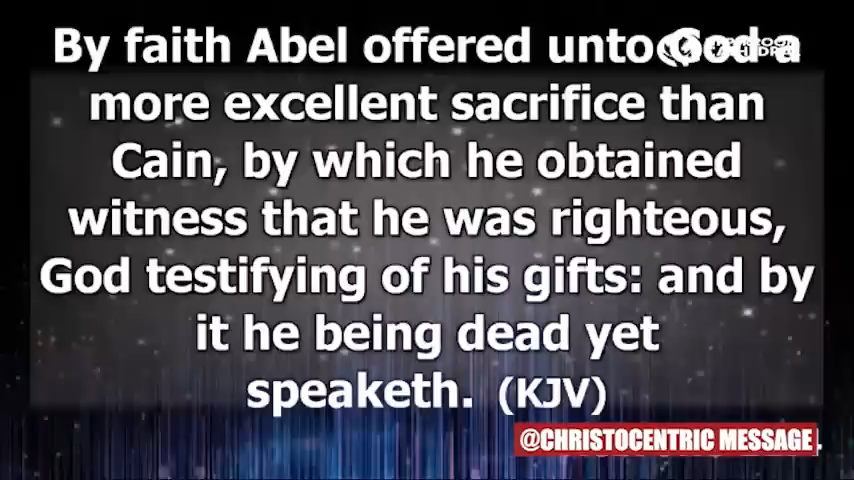 By faith Abel offered unto God a
more excellent sacrifice than
Cain, by which he obtained
witness that he was righteous,
God testifying of his gifts: and by
it he being dead yet
speaketh. (KJV)
@CHRISTOCENTRIC MESSAGE